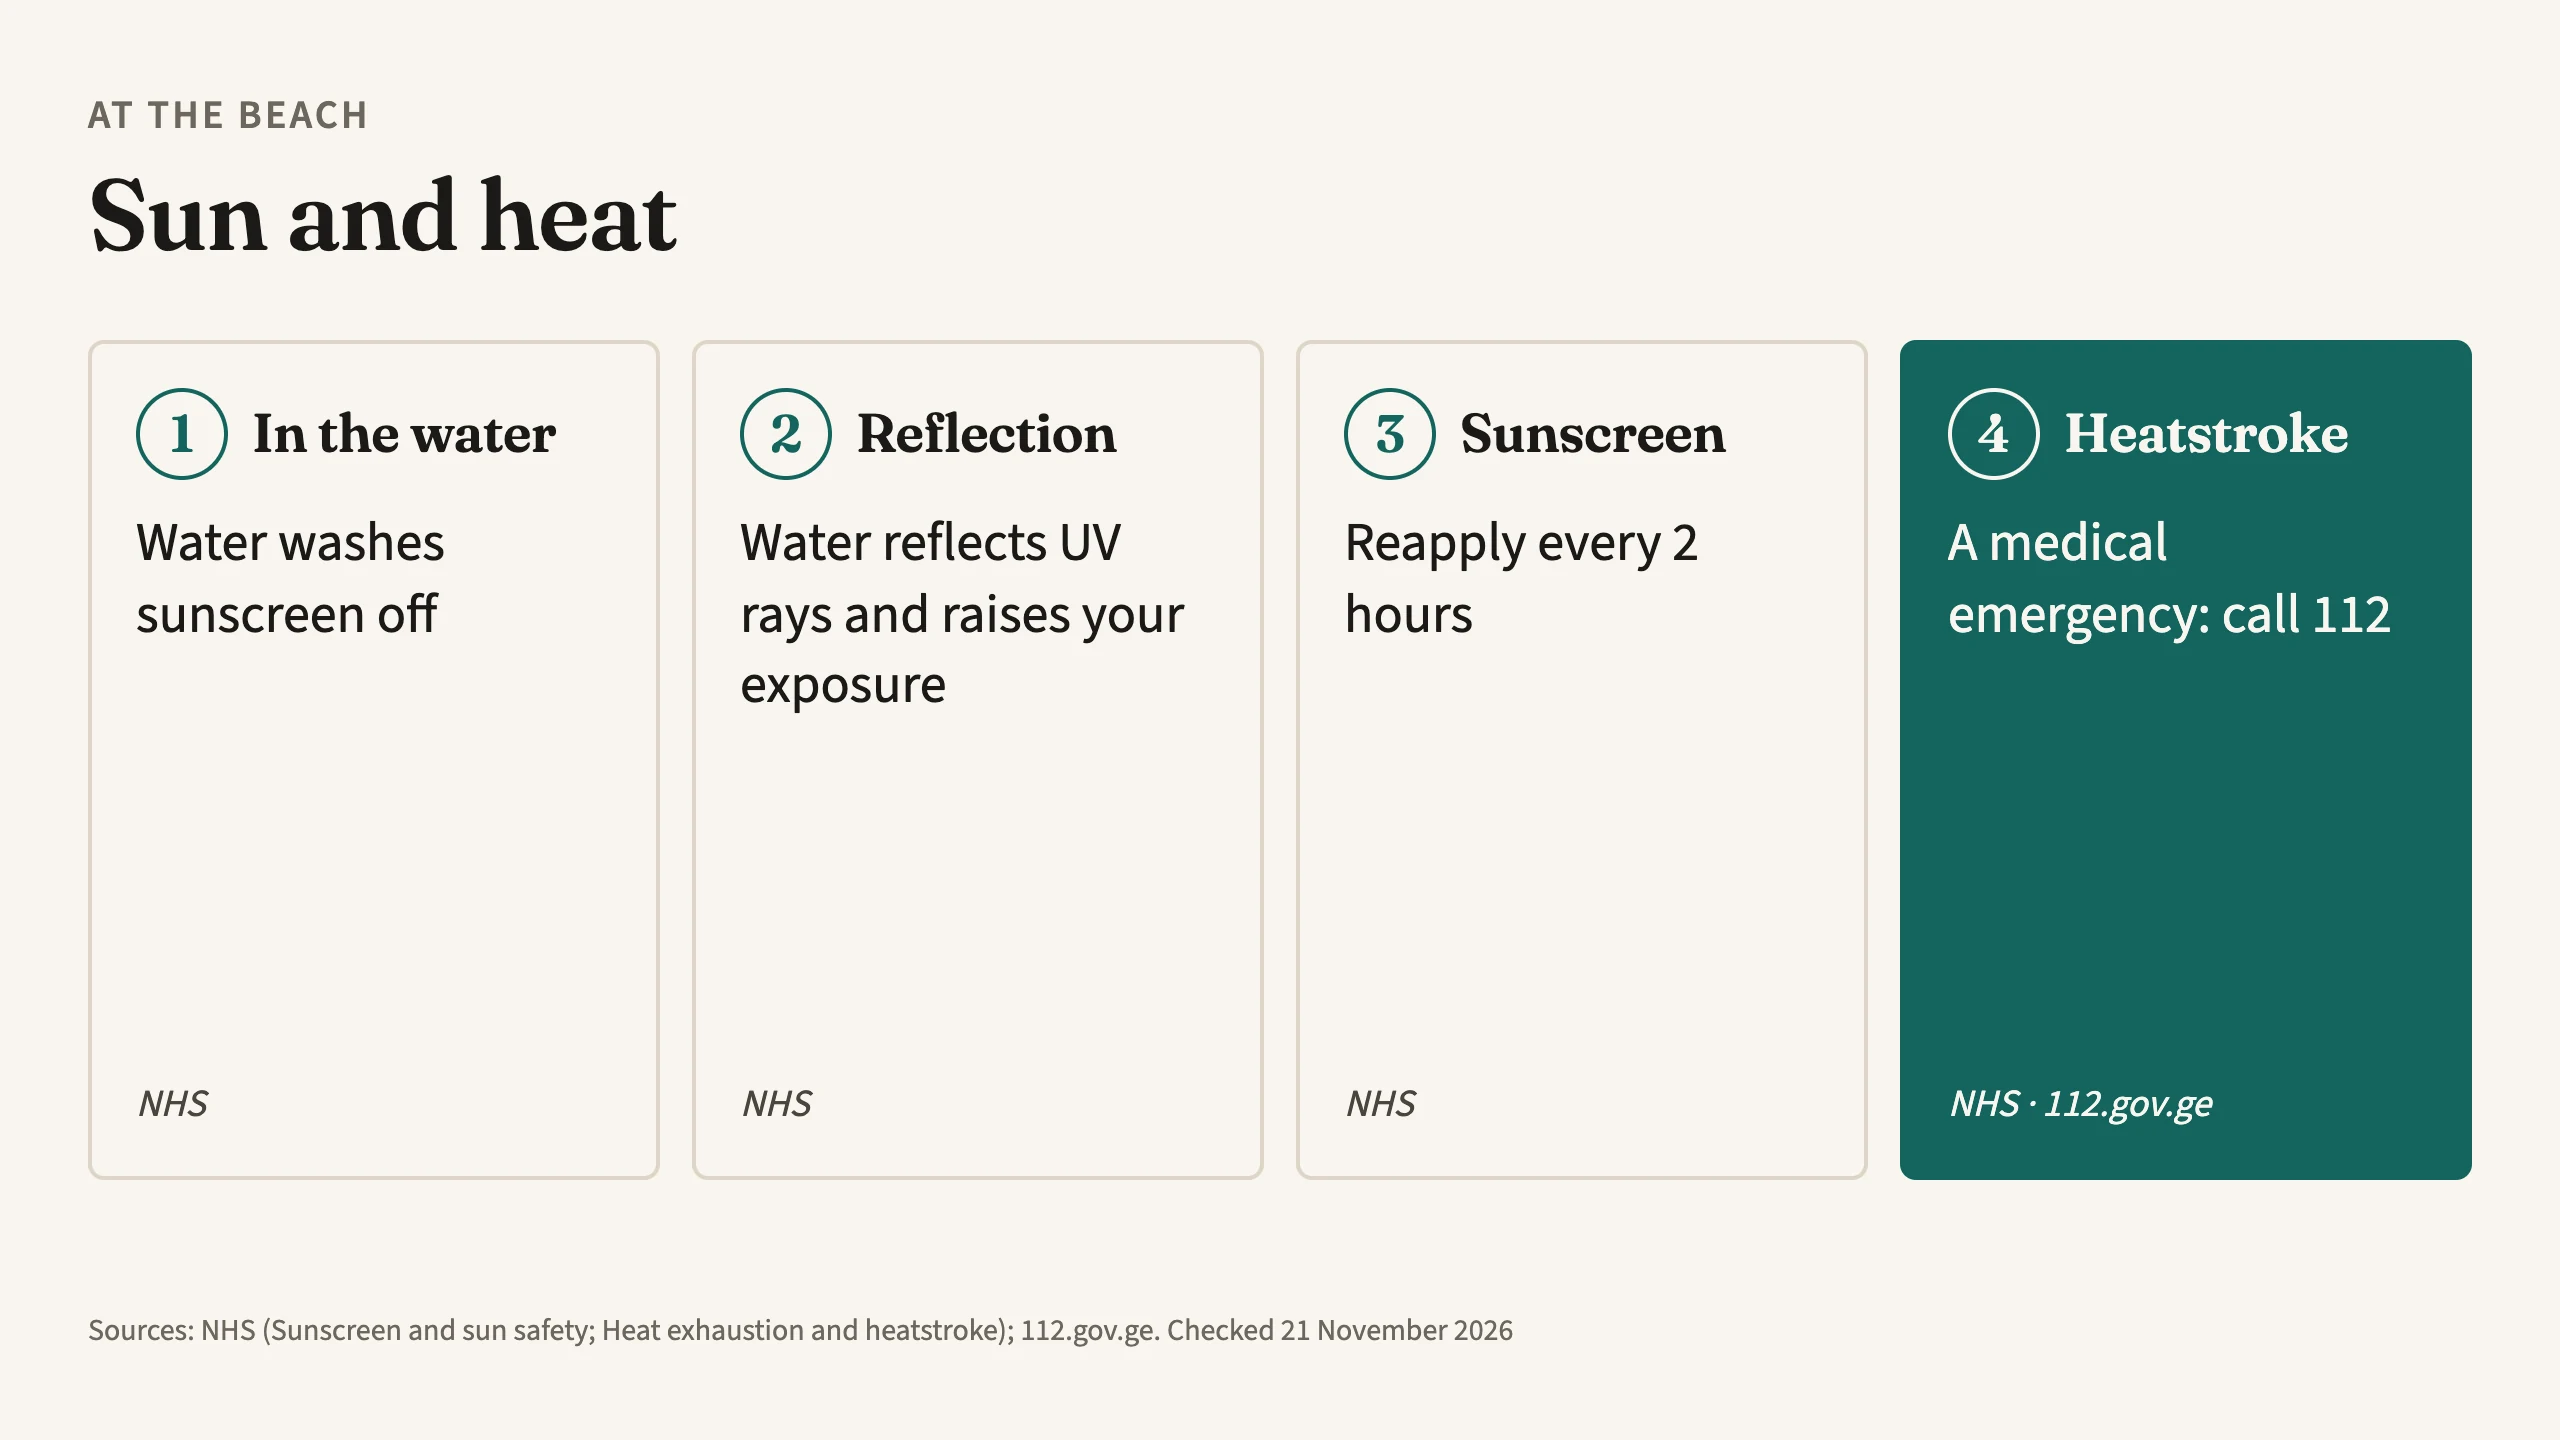 AT THE BEACH
Sun and heat
1 In the water
Water washes
sunscreen off
NHS
2 Reflection
Water reflects UV
rays and raises your
exposure
NHS
3 Sunscreen
Reapply every 2
hours
NHS
4 Heatstroke
A medical
emergency: call 112
NHS · 112.gov.ge
Sources: NHS (Sunscreen and sun safety; Heat exhaustion and heatstroke); 112.gov.ge. Checked 21 November 2026